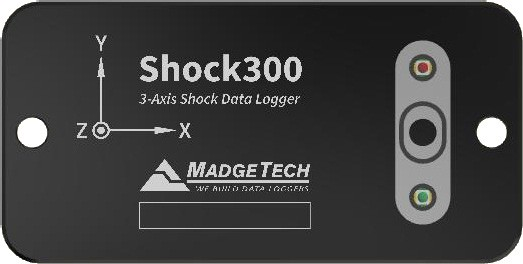 Shock300
3-Axis Shock Data Logger
Y
Z
X
MADGETECH
WE BUILD DATA LOGGERS